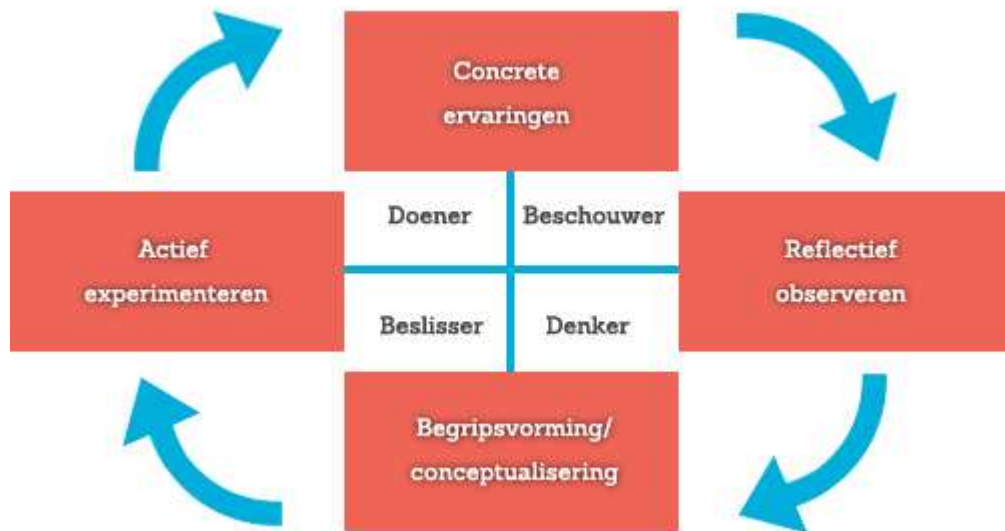 Concrete
ervaringen
Doener
Beschouwer
Actief
experimenteren
Reflectief
observeren
Beslisser
Denker
Begripsvorming/
conceptualisering